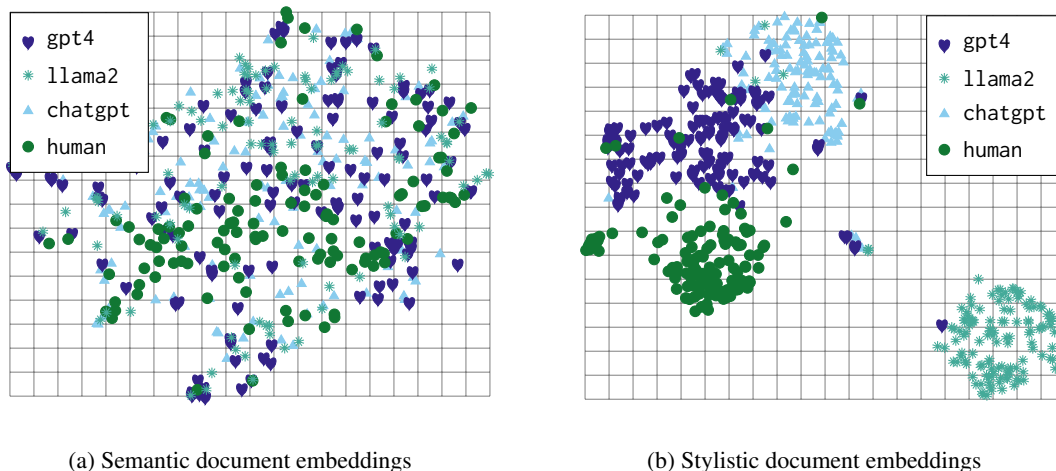 gpt4
llama2
chatgpt
human
gpt4
llama2
chatgpt
human
(a) Semantic document embeddings
(b) Stylistic document embeddings